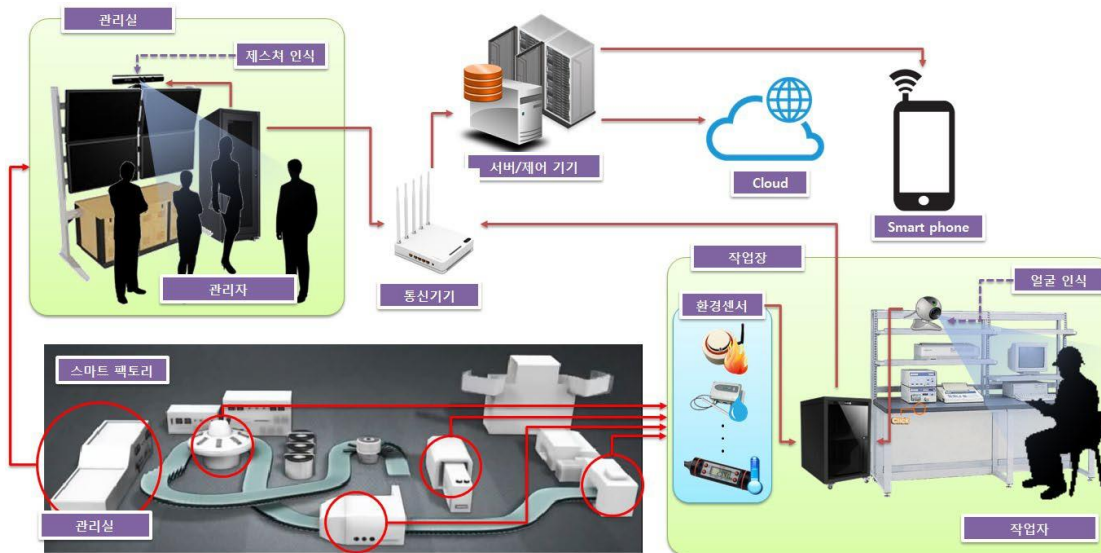 관리실
제스쳐 인식
관리자
통신기기
서버/제어 기기
Cloud
Smart phone
작업장
환경센서
얼굴 인식
작업자
스마트 팩토리
관리실